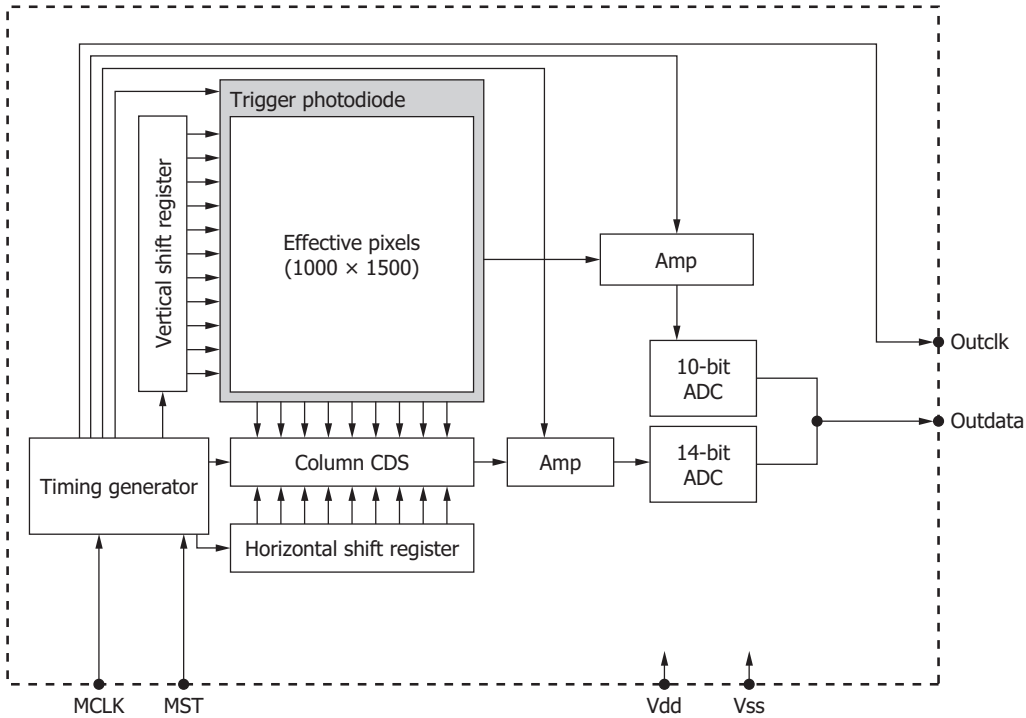 Trigger photodiode
Vertical shift register
Effective pixels
(1000 × 1500)
Amp
Outclk
10-bit
ADC
Outdata
Timing generator
Column CDS
Amp
14-bit
ADC
Horizontal shift register
MCLK
MST
Vdd
Vss